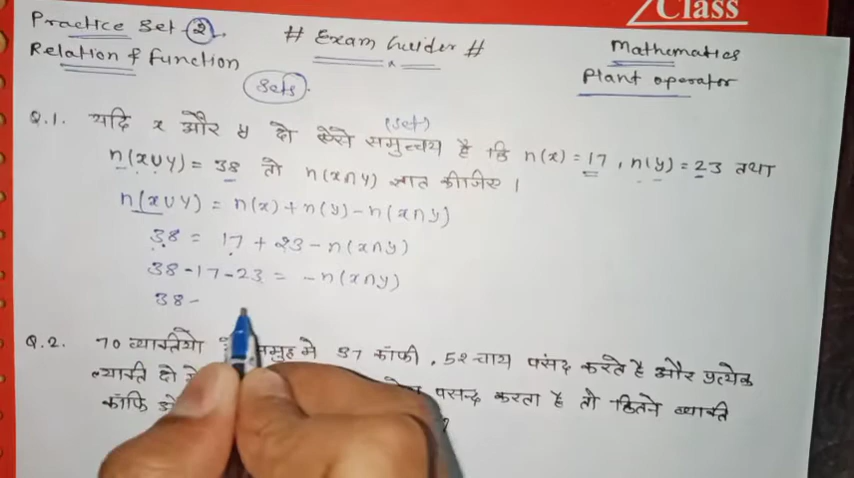 Class
Practice Set-2.
# Exam Guider #
Mathematics
Relation & function
Plant operator
Sets
(set)
Q.1. यदि x और y दो ऐसे समुच्चय है कि n(x) = 17, n(y) = 23 तथा
n(x∪y) = 38 तो n(x∩y) ज्ञात कीजिए ।
n(x∪y) = n(x) + n(y) - n(x∩y)
38 = 17 + 23 - n(x∩y)
38 - 17 - 23 = - n(x∩y)
38 -
Q.2. 70 व्यक्तियो समुह मे 37 कॉफी, 52 चाय पसंद करते है और प्रत्येक
व्यक्ति दो पसन्द करता है तो कितने व्यक्ति
कॉफि